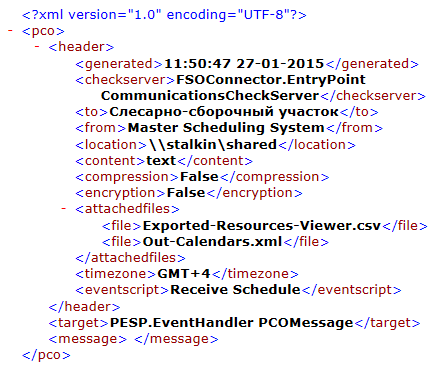 <?xml version="1.0" encoding="UTF-8"?>
- <pco>
- <header>
<generated>11:50:47 27-01-2015</generated>
<checkserver>FSOConnector.EntryPoint
CommunicationsCheckServer</checkserver>
<to>Слесарно-сборочный участок</to>
<from>Master Scheduling System</from>
<location>\\stalkin\shared</location>
<content>text</content>
<compression>False</compression>
<encryption>False</encryption>
- <attachedfiles>
<file>Exported-Resources-Viewer.csv</file>
<file>Out-Calendars.xml</file>
</attachedfiles>
<timezone>GMT+4</timezone>
<eventscript>Receive Schedule</eventscript>
</header>
<target>PESP.EventHandler PCOMessage</target>
<message> </message>
</pco>